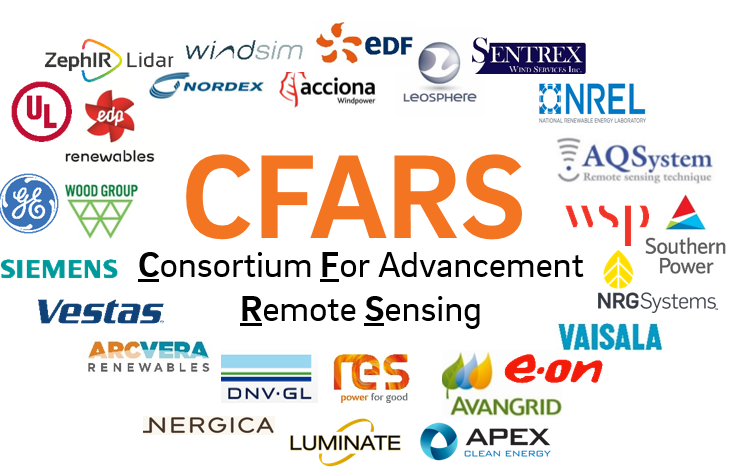 ZephIR Lidar
windsim
eDF
SENTREX
WIND SERVICES INC.
NORDEX
acciona
Windpower
LEOSPHERE
NREL
NATIONAL RENEWABLE ENERGY LABORATORY
UL
edp
renewables
AQSystem
Remote sensing technique
CFARS
GE
WOOD GROUP
wsp
Southern
Power
SIEMENS
Consortium For Advancement
Remote Sensing
NRGSystems
Vestas
VAISALA
ARCVERA
RENEWABLES
DNV·GL
res
power for good
e·on
AVANGRID
NERGICA
LUMINATE
APEX
CLEAN ENERGY